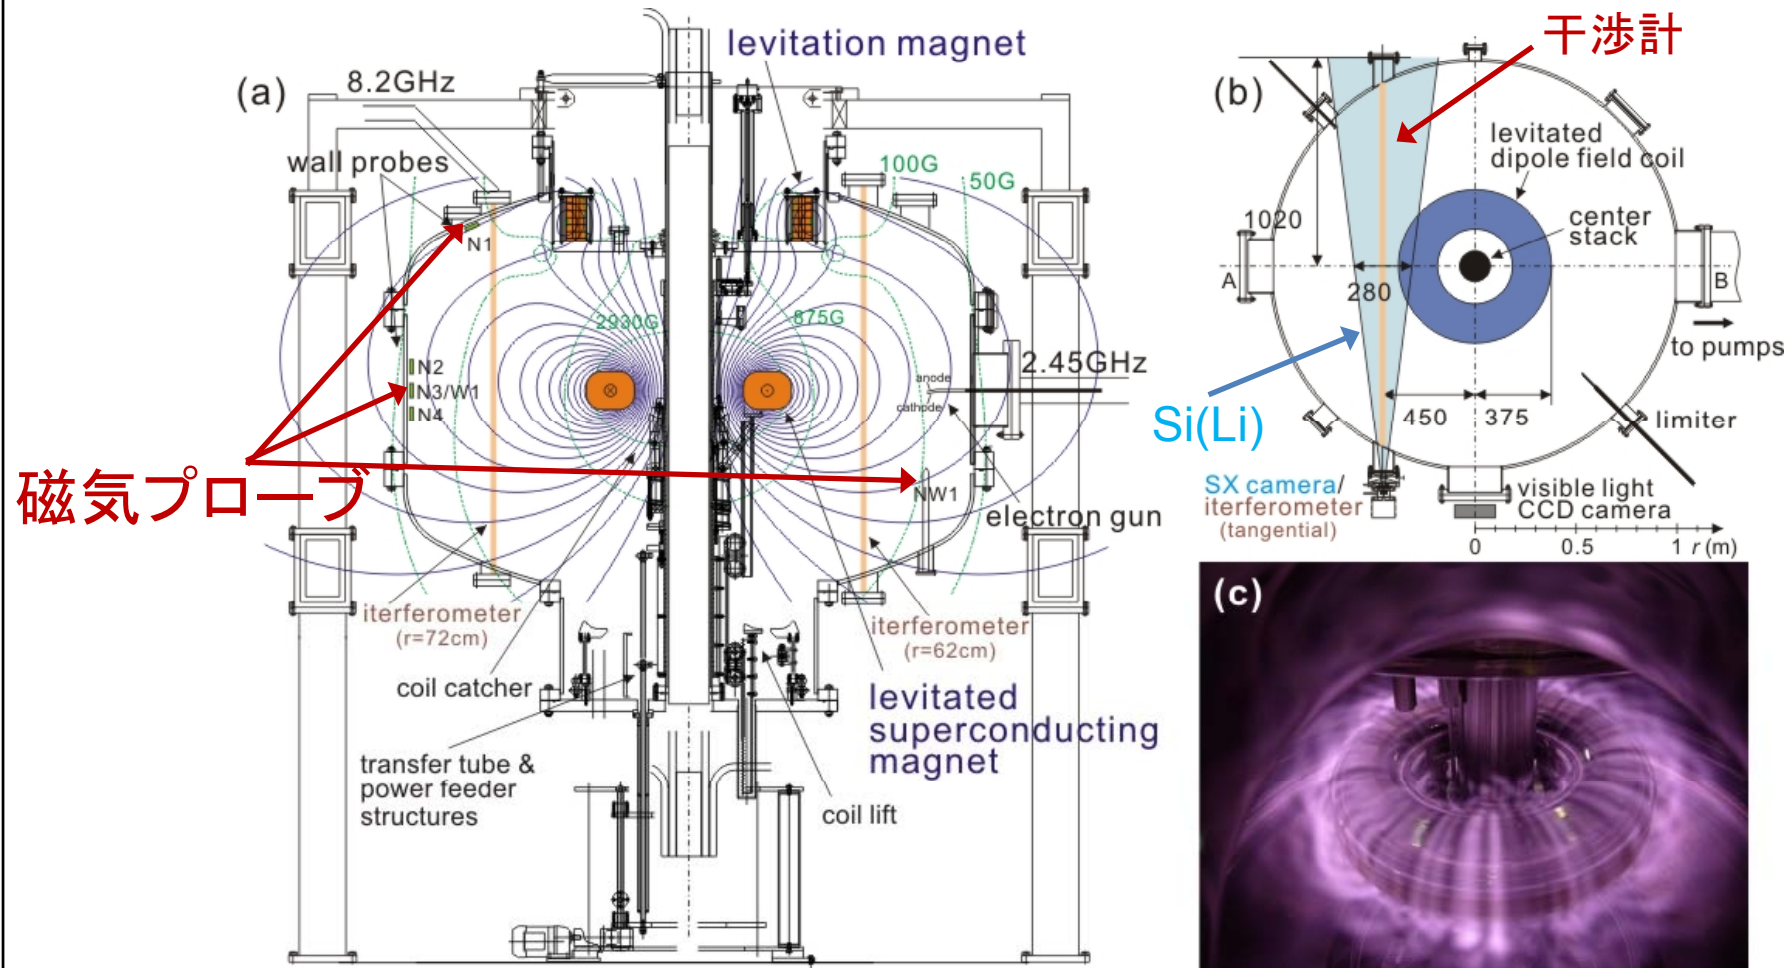 (a)
8.2GHz
levitation magnet
wall probes
100G
50G
N1
2930G
875G
N2
N3/W1
N4
2.45GHz
anode
cathode
磁気プローブ
NW1
electron gun
iterferometer
(r=72cm)
iterferometer
(r=62cm)
coil catcher
levitated
superconducting
magnet
transfer tube &
power feeder
structures
coil lift
干渉計
(b)
levitated
dipole field coil
1020
center
stack
A
B
280
to pumps
Si(Li)
450
375
limiter
SX camera/
iterferometer
(tangential)
visible light
CCD camera
0
0.5
1
r (m)
(c)